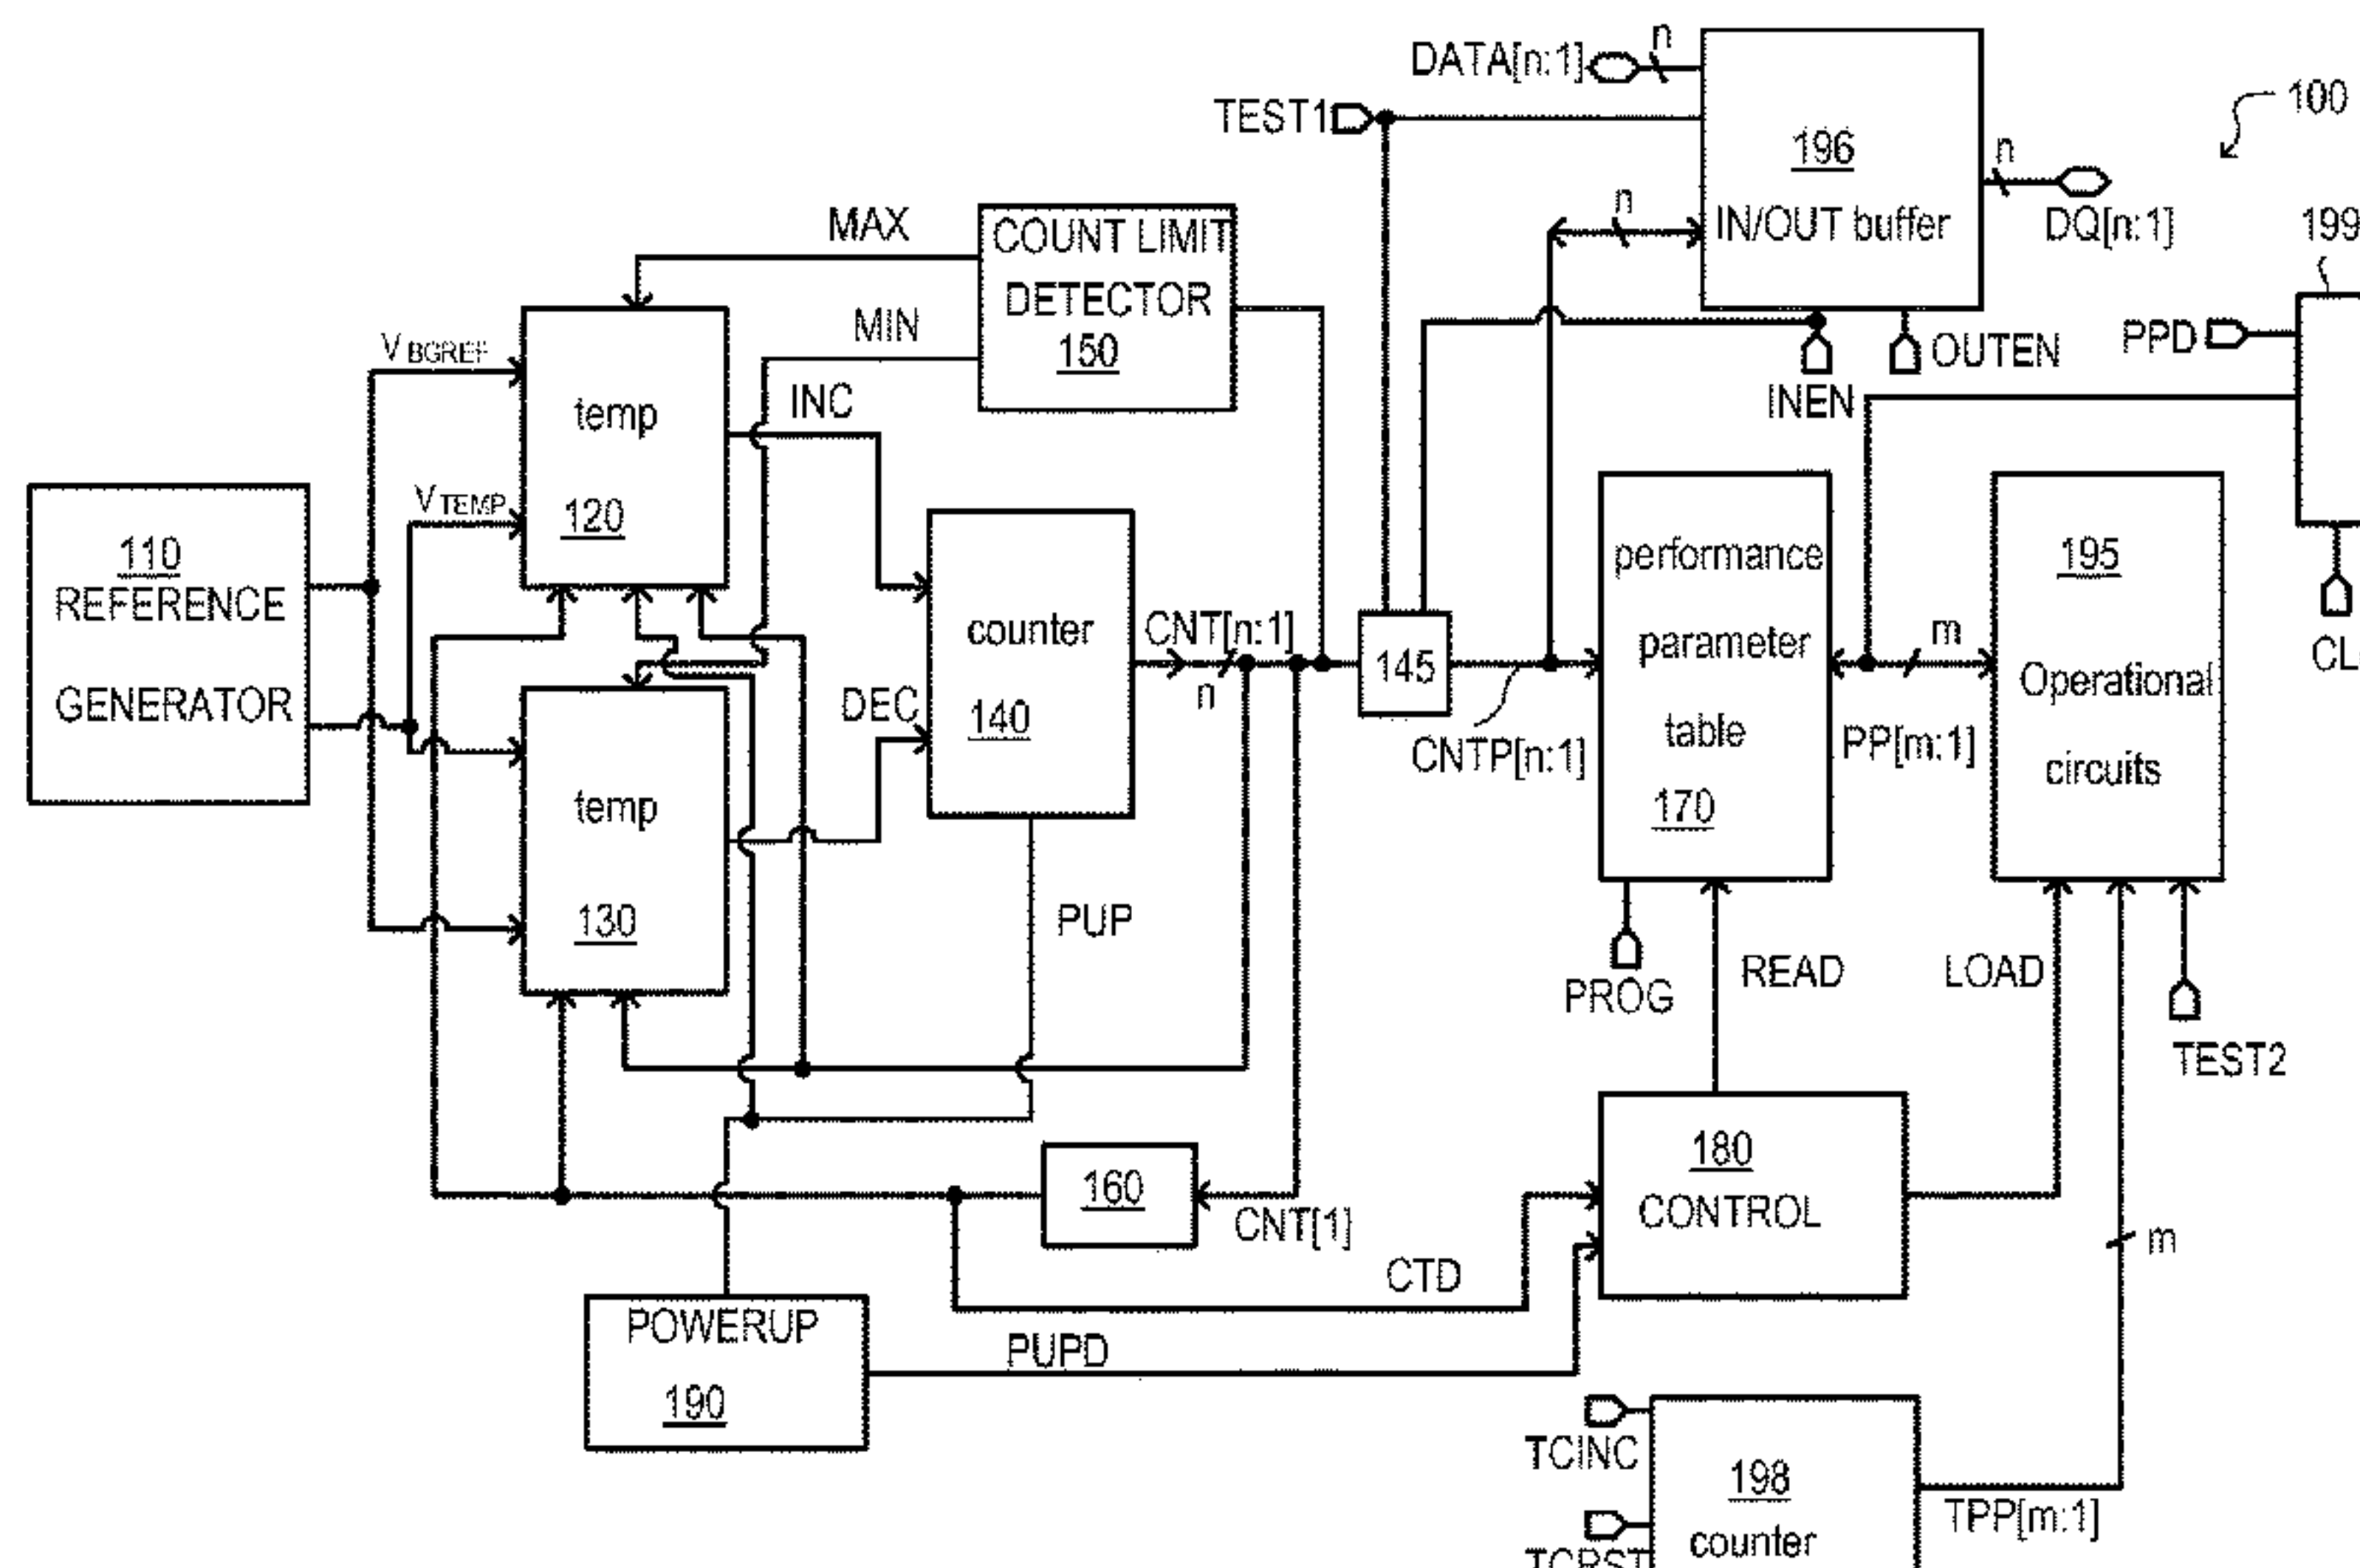 DATA[n:1]
n
TEST1
196
IN/OUT buffer
n
n
DQ[n:1]
100
199
PPD
INEN
OUTEN
MAX
MIN
COUNT LIMIT
DETECTOR
150
VBGREF
VTEMP
temp
120
INC
110
REFERENCE
GENERATOR
temp
130
DEC
counter
140
CNT[n:1]
n
145
CNTP[n:1]
performance
parameter
table
170
m
PP[m:1]
195
Operational
circuits
PUP
PROG
READ
LOAD
TEST2
180
CONTROL
160
CNT[1]
CTD
m
POWERUP
190
PUPD
TCINC
198
counter
TPP[m:1]